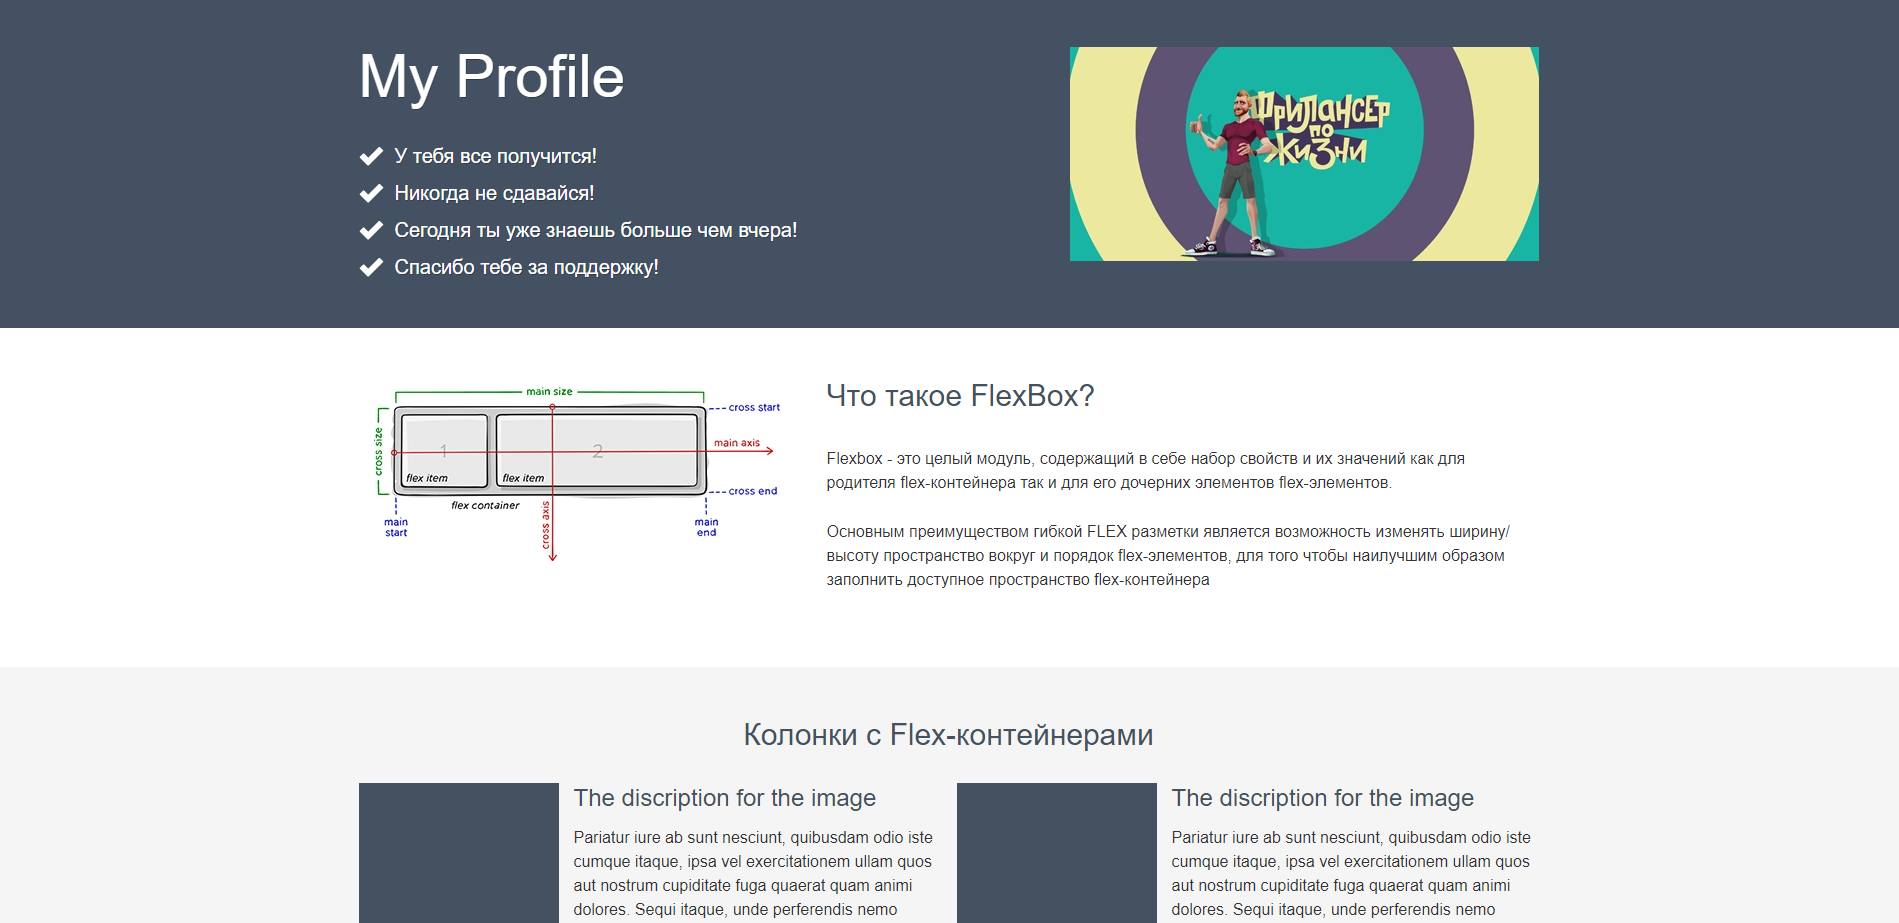 My Profile
У тебя все получится!
Никогда не сдавайся!
Сегодня ты уже знаешь больше чем вчера!
Спасибо тебе за поддержку!
ФРИЛАНСЕР
ПО
ЖИЗНИ
main size
cross start
cross size
1
2
main axis
flex item
flex item
cross end
flex container
main
start
cross axis
main
end
Что такое FlexBox?
Flexbox - это целый модуль, содержащий в себе набор свойств и их значений как для
родителя flex-контейнера так и для его дочерних элементов flex-элементов.
Основным преимуществом гибкой FLEX разметки является возможность изменять ширину/
высоту пространство вокруг и порядок flex-элементов, для того чтобы наилучшим образом
заполнить доступное пространство flex-контейнера
Колонки с Flex-контейнерами
The discription for the image
Pariatur iure ab sunt nesciunt, quibusdam odio iste
cumque itaque, ipsa vel exercitationem ullam quos
aut nostrum cupiditate fuga quaerat quam animi
dolores. Sequi itaque, unde perferendis nemo
The discription for the image
Pariatur iure ab sunt nesciunt, quibusdam odio iste
cumque itaque, ipsa vel exercitationem ullam quos
aut nostrum cupiditate fuga quaerat quam animi
dolores. Sequi itaque, unde perferendis nemo